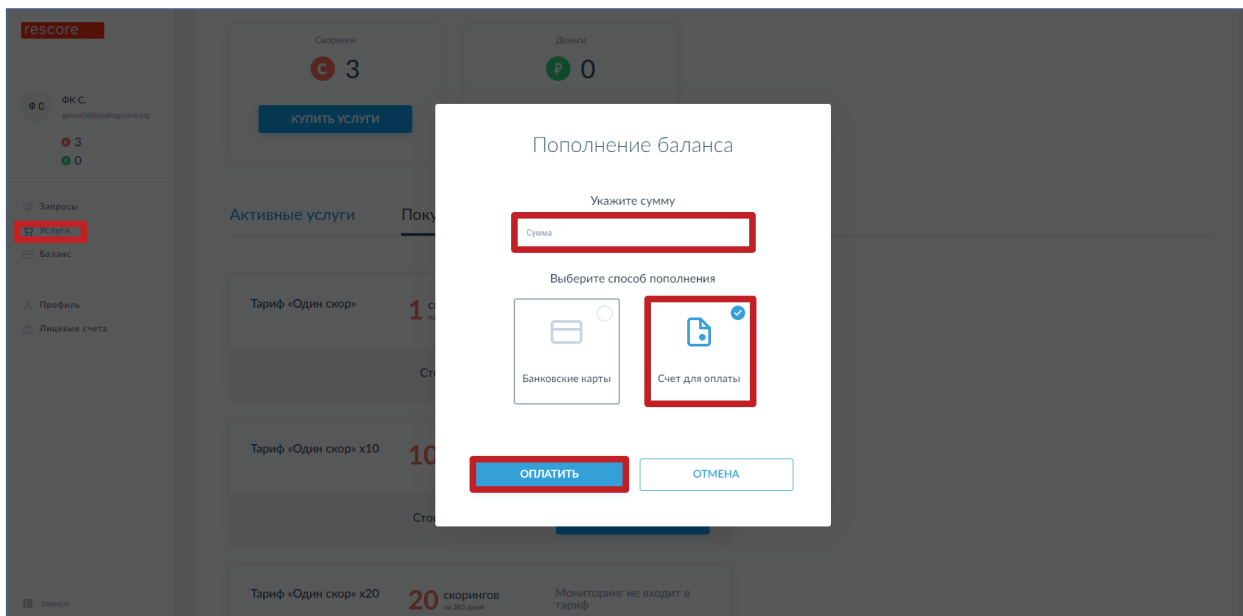 rescore
Ф С
ФК С.
3
0
Запросы
Услуги
Баланс
Профиль
Лицевые счета
Свернуть
Скоринги
C 3
КУПИТЬ УСЛУГИ
Деньги
₽ 0
Активные услуги
Поку
Тариф «Один скор»
1
Тариф «Один скор» x10
10
Сто
Тариф «Один скор» x20
20 скорингов
на 365 дней
Мониторинг не входит в
тариф
Пополнение баланса
Укажите сумму
Сумма
Выберите способ пополнения
Банковские карты
Счет для оплаты
ОПЛАТИТЬ
ОТМЕНА